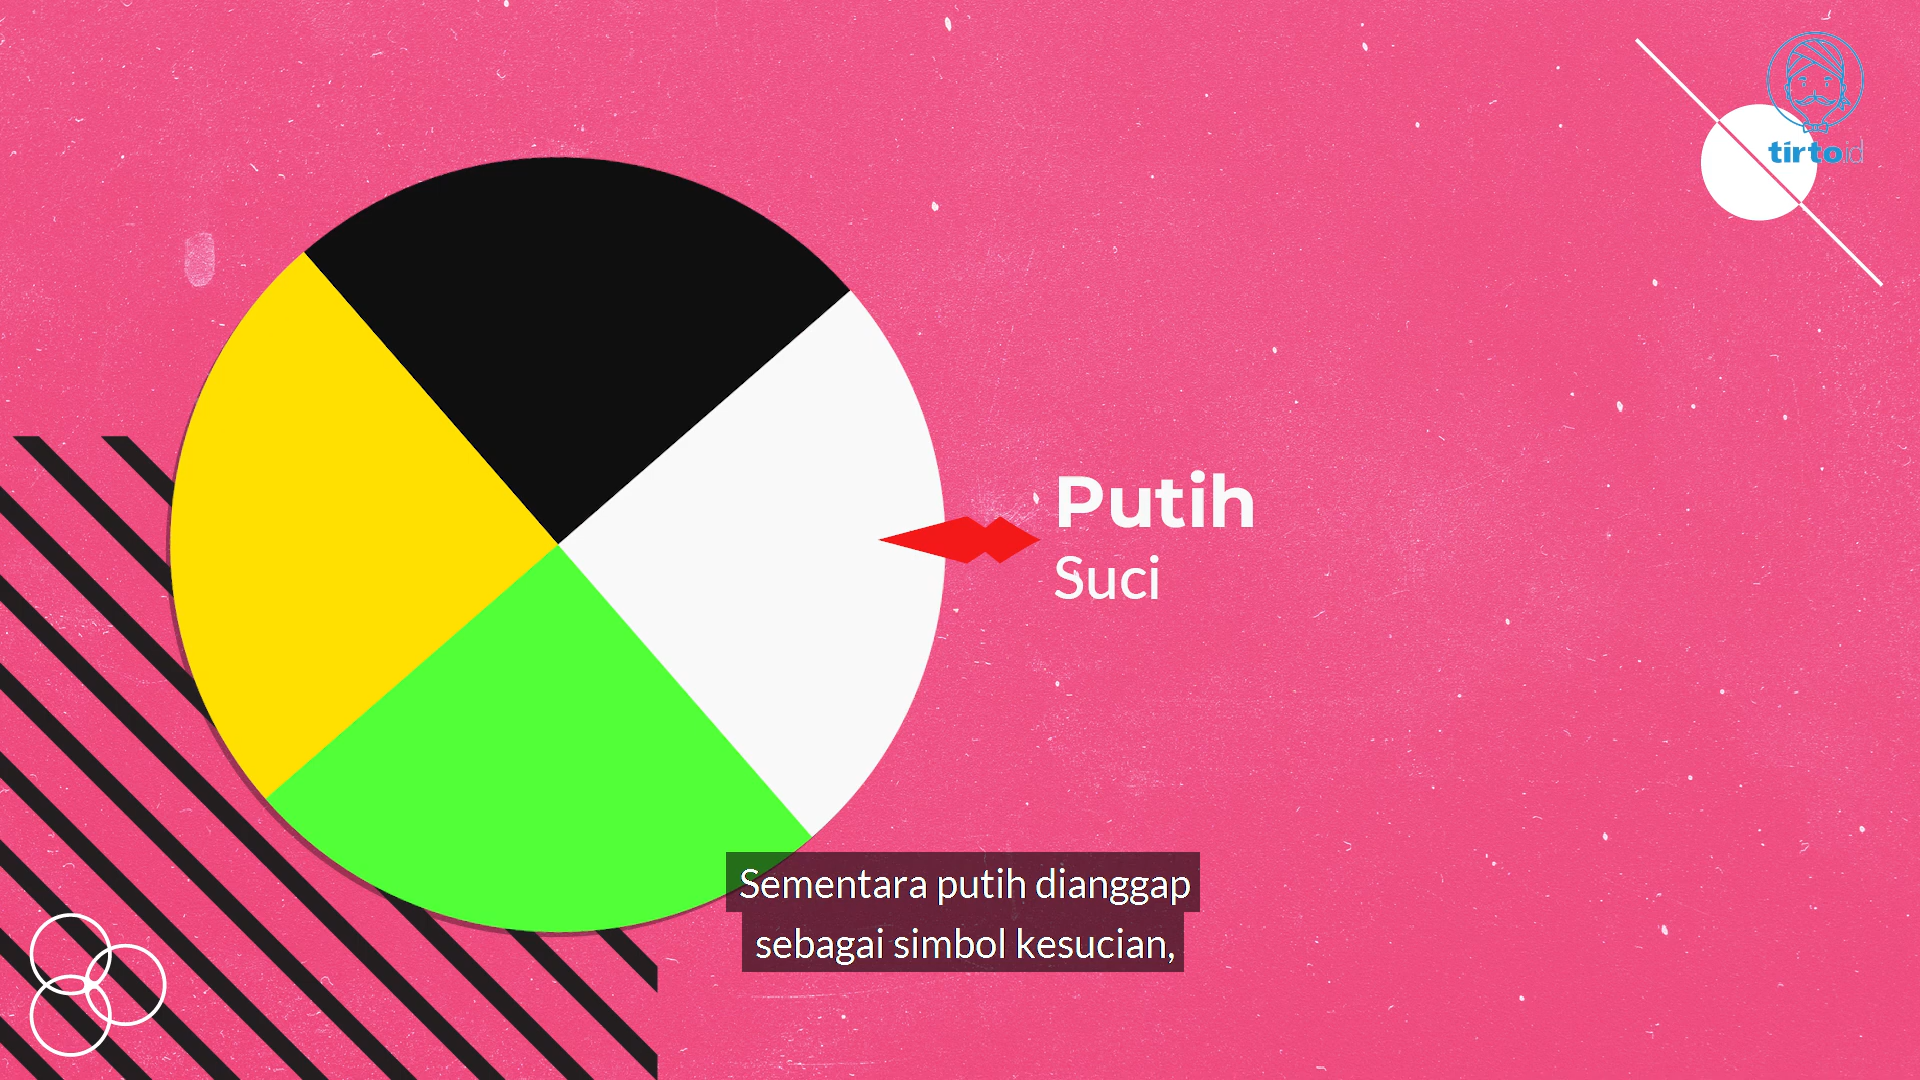 tirto.id
Putih
Suci
Sementara putih dianggap
sebagai simbol kesucian,